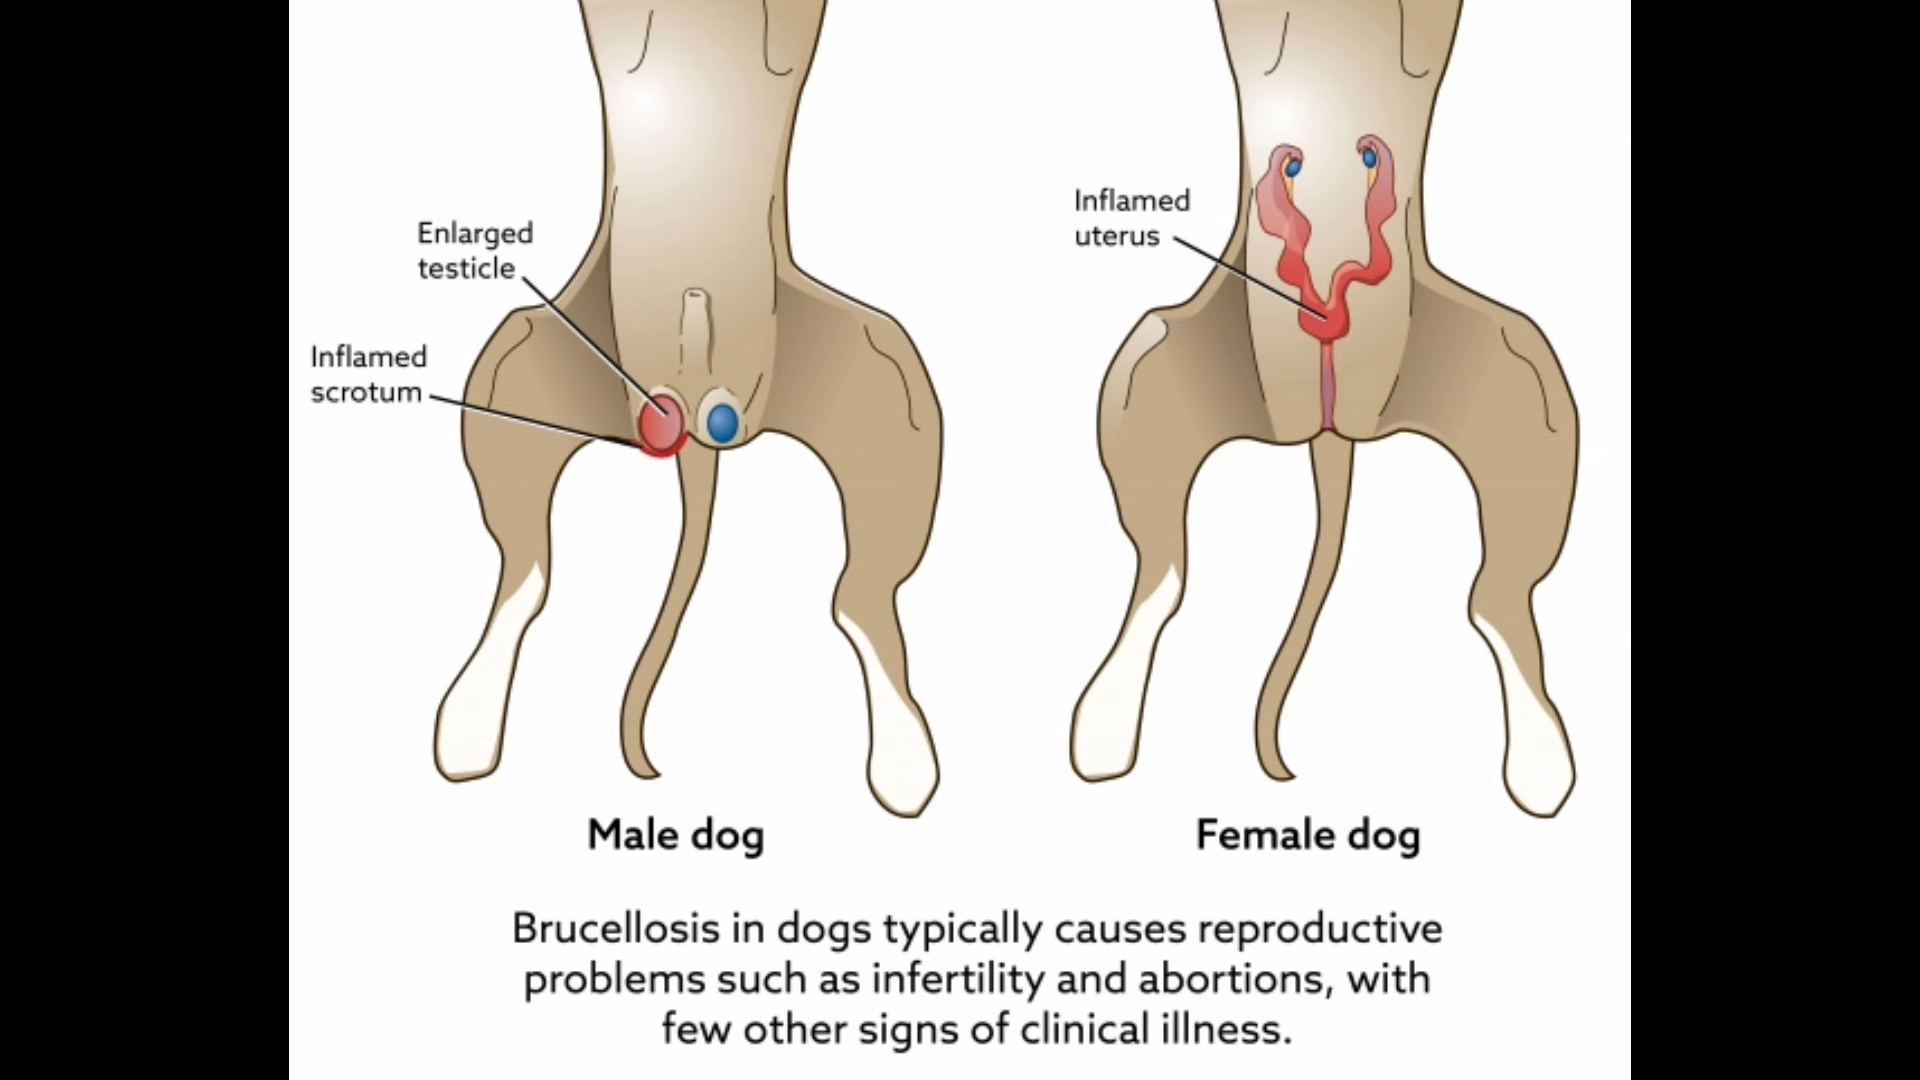 Enlarged
testicle
Inflamed
scrotum
Inflamed
uterus
Male dog
Female dog
Brucellosis in dogs typically causes reproductive
problems such as infertility and abortions, with
few other signs of clinical illness.